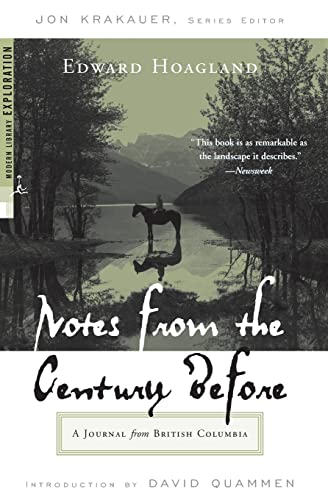 JON KRAKAUER, SERIES EDITOR
MODERN LIBRARY EXPLORATION
EDWARD HOAGLAND
"This book is as remarkable as
the landscape it describes."
—Newsweek
Notes from the
Century Before
A JOURNAL from BRITISH COLUMBIA
INTRODUCTION BY DAVID QUAMMEN